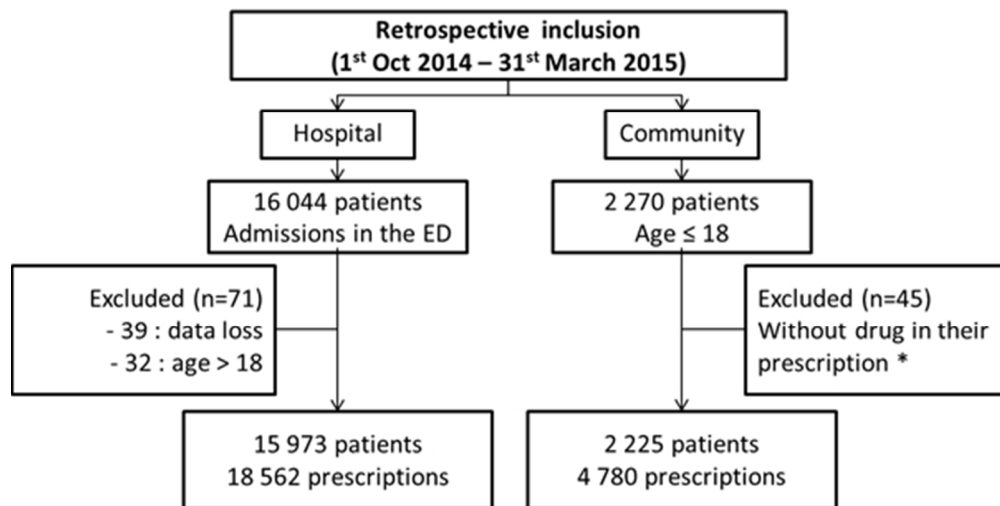 Retrospective inclusion
(1st Oct 2014 – 31st March 2015)
Hospital
Community
16 044 patients
Admissions in the ED
2 270 patients
Age ≤ 18
Excluded (n=71)
- 39 : data loss
- 32 : age > 18
Excluded (n=45)
Without drug in their
prescription *
15 973 patients
18 562 prescriptions
2 225 patients
4 780 prescriptions